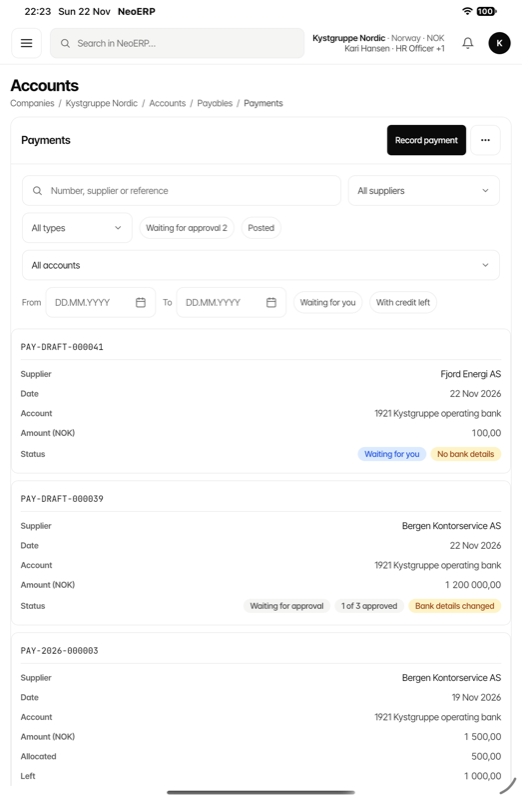 22:23 Sun 22 Nov NeoERP 100
Search in NeoERP...
Kystgruppe Nordic · Norway · NOK
Kari Hansen · HR Officer +1
K
Accounts
Companies / Kystgruppe Nordic / Accounts / Payables / Payments
Payments
Record payment
Number, supplier or reference
All suppliers
All types
Waiting for approval 2
Posted
All accounts
From DD.MM.YYYY To DD.MM.YYYY Waiting for you With credit left
PAY-DRAFT-000041
Supplier Fjord Energi AS
Date 22 Nov 2026
Account 1921 Kystgruppe operating bank
Amount (NOK) 100,00
Status Waiting for you No bank details
PAY-DRAFT-000039
Supplier Bergen Kontorservice AS
Date 22 Nov 2026
Account 1921 Kystgruppe operating bank
Amount (NOK) 1 200 000,00
Status Waiting for approval 1 of 3 approved Bank details changed
PAY-2026-000003
Supplier Bergen Kontorservice AS
Date 19 Nov 2026
Account 1921 Kystgruppe operating bank
Amount (NOK) 1 500,00
Allocated 500,00
Left 1 000,00